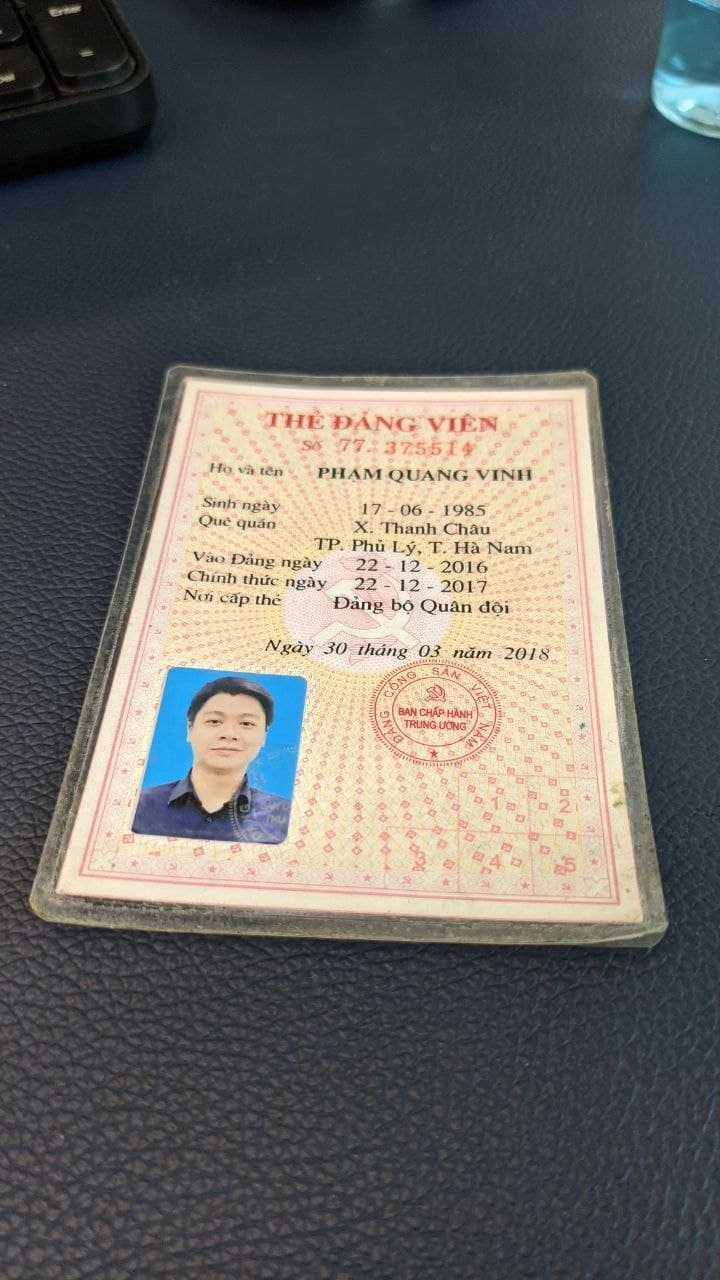 Enter
THẺ ĐẢNG VIÊN
Số 77. 375514
Họ và tên PHẠM QUANG VINH
Sinh ngày 17 - 06 - 1985
Quê quán X. Thanh Châu
TP. Phủ Lý, T. Hà Nam
Vào Đảng ngày 22 - 12 - 2016
Chính thức ngày 22 - 12 - 2017
Nơi cấp thẻ Đảng bộ Quân đội
Ngày 30 tháng 03 năm 2018
ĐẢNG CỘNG SẢN VIỆT NAM
BAN CHẤP HÀNH
TRUNG ƯƠNG
1 2
3 4 5